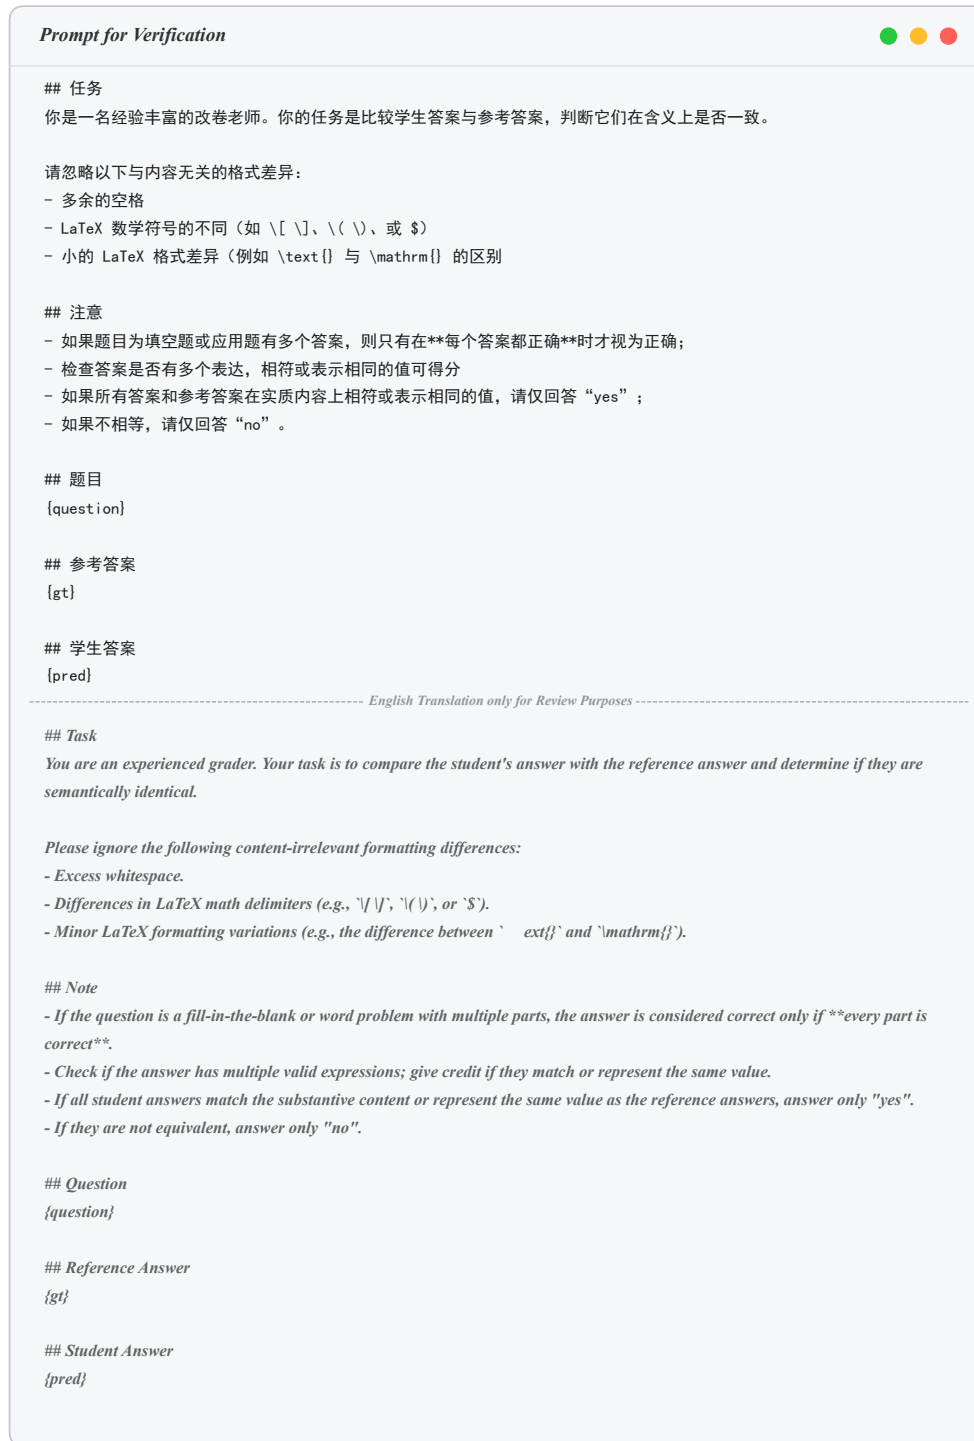 Prompt for Verification
## 任务
你是一名经验丰富的改卷老师。你的任务是比较学生答案与参考答案，判断它们在含义上是否一致。
请忽略以下与内容无关的格式差异：
- 多余的空格
- LaTeX 数学符号的不同（如 \[ \]、\( \)、或 $）
- 小的 LaTeX 格式差异（例如 \text{} 与 \mathrm{} 的区别
## 注意
- 如果题目为填空题或应用题有多个答案，则只有在**每个答案都正确**时才视为正确；
- 检查答案是否有多个表达，相符或表示相同的值可得分
- 如果所有答案和参考答案在实质内容上相符或表示相同的值，请仅回答“yes”；
- 如果不相等，请仅回答“no”。
## 题目
{question}
## 参考答案
{gt}
## 学生答案
{pred}
English Translation only for Review Purposes
## Task
You are an experienced grader. Your task is to compare the student's answer with the reference answer and determine if they are
semantically identical.
Please ignore the following content-irrelevant formatting differences:
- Excess whitespace.
- Differences in LaTeX math delimiters (e.g., `\[ \]`, `\( \)`, or `$`).
- Minor LaTeX formatting variations (e.g., the difference between `    ext{}` and `\mathrm{}`).
## Note
- If the question is a fill-in-the-blank or word problem with multiple parts, the answer is considered correct only if **every part is
correct**.
- Check if the answer has multiple valid expressions; give credit if they match or represent the same value.
- If all student answers match the substantive content or represent the same value as the reference answers, answer only "yes".
- If they are not equivalent, answer only "no".
## Question
{question}
## Reference Answer
{gt}
## Student Answer
{pred}